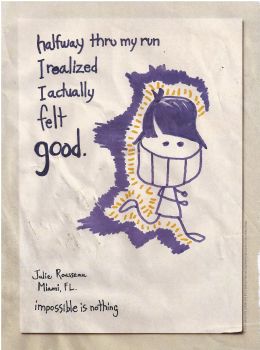 halfway thru my run
I realized
I actually
felt
good.
Julie Rousseau
Miami, FL.
impossible is nothing